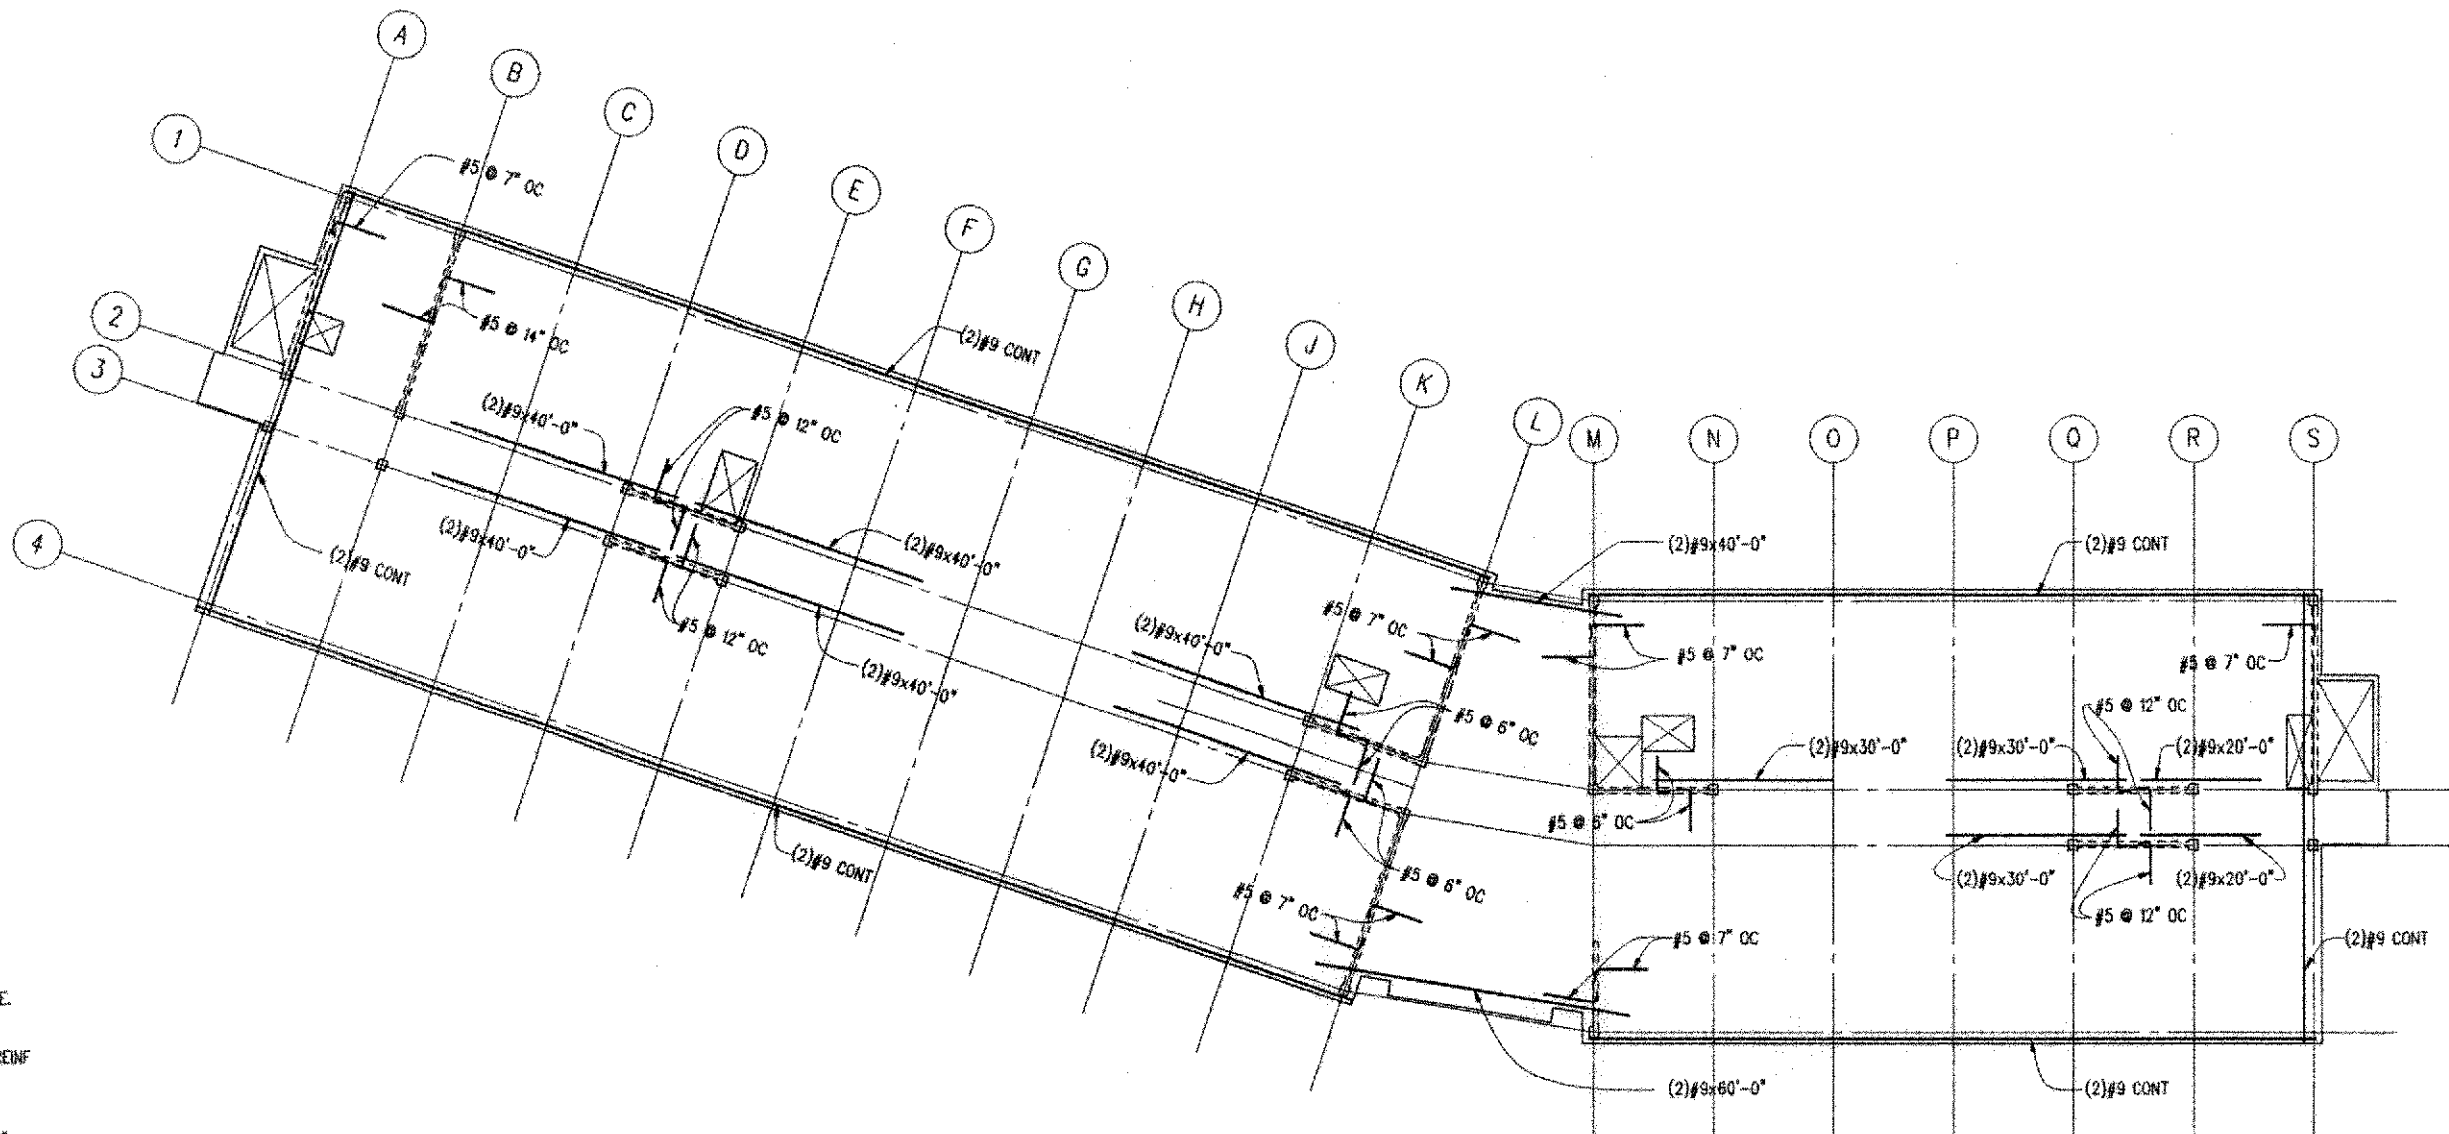 A
B
C
D
E
F
G
H
J
K
L
M
N
O
P
Q
R
S
1
2
3
4
#5 @ 7" OC
#5 @ 14" OC
(2)#9 CONT
(2)#9x40'-0"
#5 @ 12" OC
(2)#9x40'-0"
(2)#9 CONT
(2)#9x40'-0"
#5 @ 12" OC
(2)#9x40'-0"
(2)#9 CONT
(2)#9x40'-0"
(2)#9x40'-0"
#5 @ 7" OC
#5 @ 6" OC
#5 @ 6" OC
#5 @ 7" OC
(2)#9x40'-0"
(2)#9 CONT
#5 @ 7" OC
#5 @ 7" OC
#5 @ 12" OC
(2)#9x30'-0"
(2)#9x30'-0"
(2)#9x20'-0"
#5 @ 6" OC
(2)#9x30'-0"
(2)#9x20'-0"
#5 @ 12" OC
#5 @ 7" OC
(2)#9 CONT
(2)#9x60'-0"
(2)#9 CONT
E.
REINF